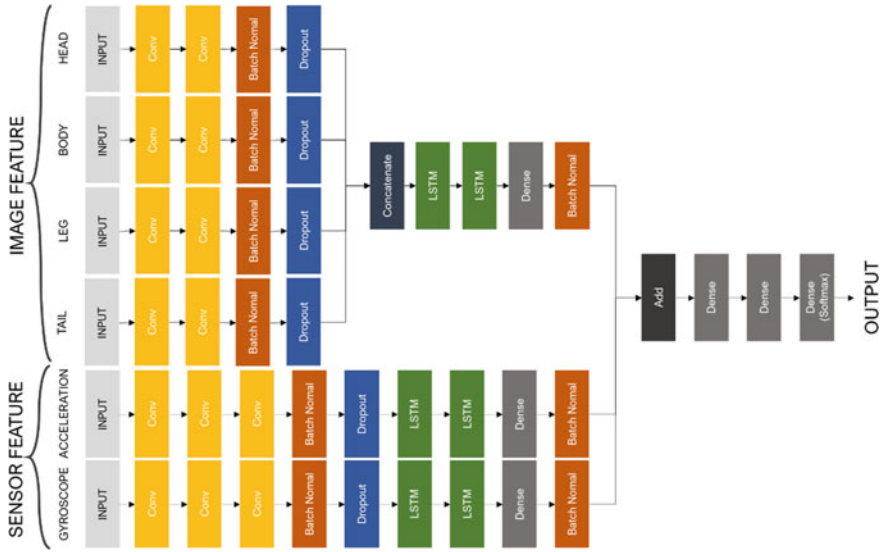 SENSOR FEATURE
IMAGE FEATURE
GYROSCOPE
ACCELERATION
TAIL
LEG
BODY
HEAD
INPUT
INPUT
INPUT
INPUT
INPUT
INPUT
Conv
Conv
Conv
Conv
Conv
Conv
Conv
Conv
Conv
Conv
Conv
Conv
Conv
Conv
Batch Nomal
Batch Nomal
Batch Nomal
Batch Nomal
Batch Nomal
Batch Nomal
Dropout
Dropout
Dropout
Dropout
Dropout
Dropout
Concatenate
LSTM
LSTM
LSTM
LSTM
LSTM
LSTM
Dense
Dense
Dense
Batch Nomal
Batch Nomal
Batch Nomal
Add
Dense
Dense
Dense
(Softmax)
OUTPUT